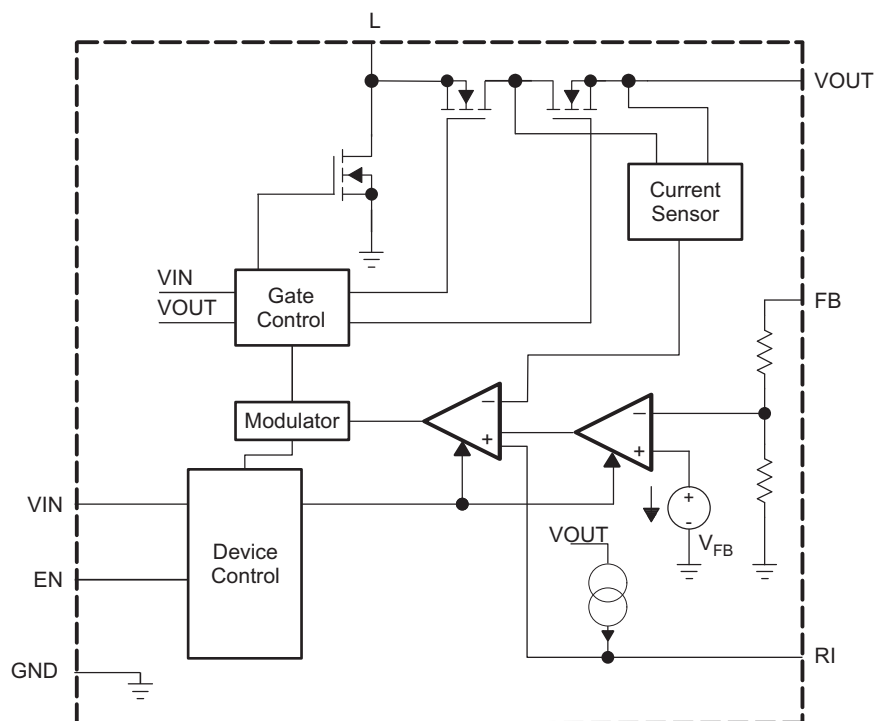 L
VOUT
Current
Sensor
VIN
VOUT
Gate
Control
FB
Modulator
−
+
−
+
VIN
EN
Device
Control
VOUT
+
-
VFB
GND
RI